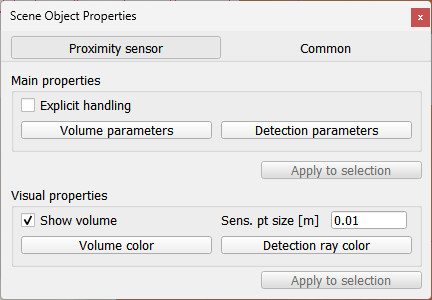 Scene Object Properties x
Proximity sensor Common
Main properties
Explicit handling
Volume parameters Detection parameters
Apply to selection
Visual properties
Show volume Sens. pt size [m] 0.01
Volume color Detection ray color
Apply to selection